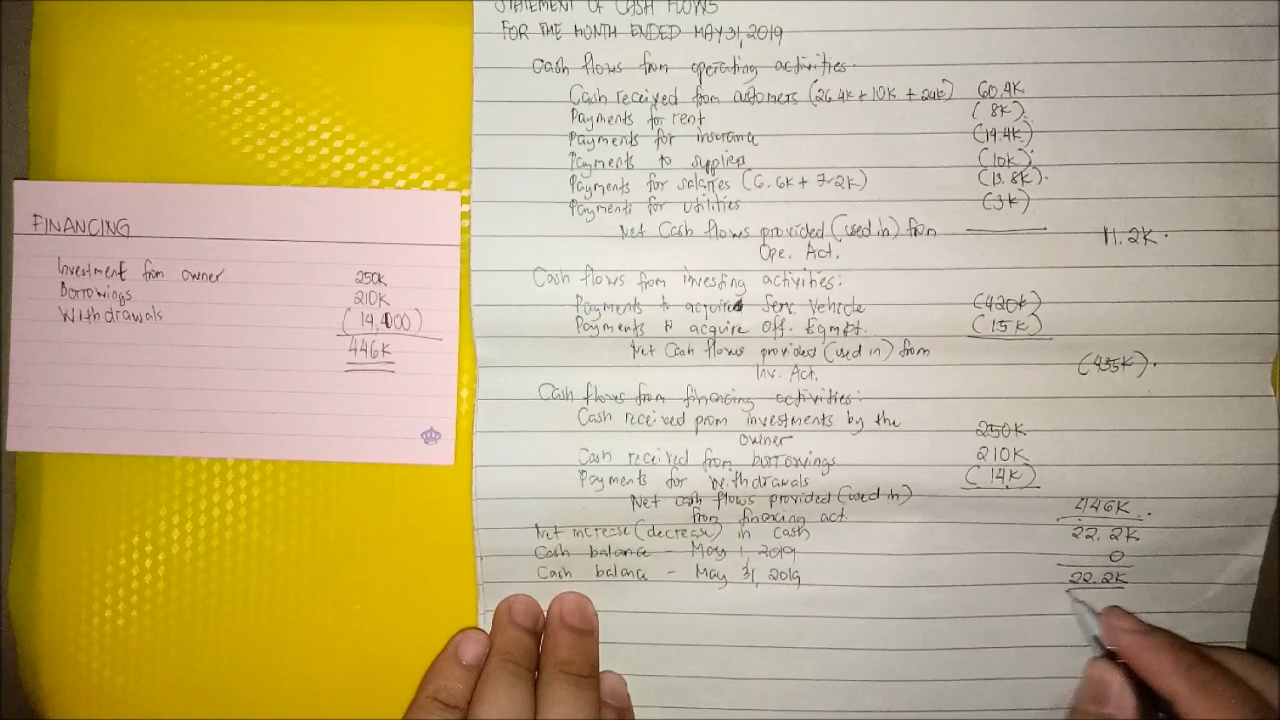 FINANCING
Investment from owner 250K
Borrowings 210K
Withdrawals (14,000)
446K
STATEMENT OF CASH FLOWS
FOR THE MONTH ENDED MAY 31, 2019
Cash flows from operating activities:
Cash received from customers (26.4K + 10K + 24K) 60.4K
Payments for rent (8K)
Payments for insurance (14.4K)
Payments to suppliers (10K)
Payments for salaries (6.6K + 7.2K) (13.8K)
Payments for utilities (3K)
Net Cash flows provided (used in) from
Ope. Act. 11.2K
Cash flows from investing activities:
Payments to acquire Serv. Vehicle (420K)
Payments to acquire Off. Eqmpt. (15K)
Net Cash flows provided (used in) from
Inv. Act. (435K)
Cash flows from financing activities:
Cash received from investments by the
owner 250K
Cash received from borrowings 210K
Payments for withdrawals (14K)
Net cash flows provided (used in)
from financing act. 446K
Net increase (decrease) in cash 22.2K
Cash balance - May 1, 2019 0
Cash balance - May 31, 2019 22.2K